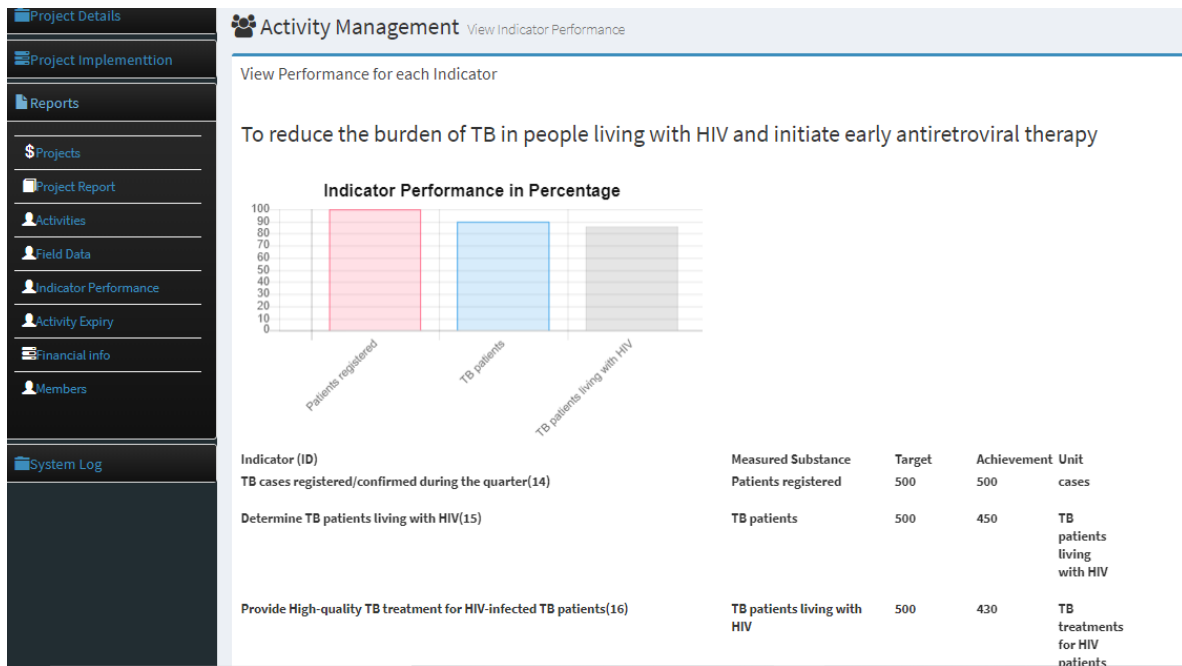 Project Details
Project Implementtion
Reports
$Projects
Project Report
Activities
Field Data
Indicator Performance
Activity Expiry
Financial info
Members
System Log
Activity Management View Indicator Performance
View Performance for each Indicator
To reduce the burden of TB in people living with HIV and initiate early antiretroviral therapy
Indicator Performance in Percentage
100
90
80
70
60
50
40
30
20
10
0
Patients registered
TB patients
TB patients living with HIV
Indicator (ID) Measured Substance Target Achievement Unit
TB cases registered/confirmed during the quarter(14) Patients registered 500 500 cases
Determine TB patients living with HIV(15) TB patients 500 450 TB
patients
living
with HIV
Provide High-quality TB treatment for HIV-infected TB patients(16) TB patients living with 500 430 TB
HIV treatments
for HIV
patients